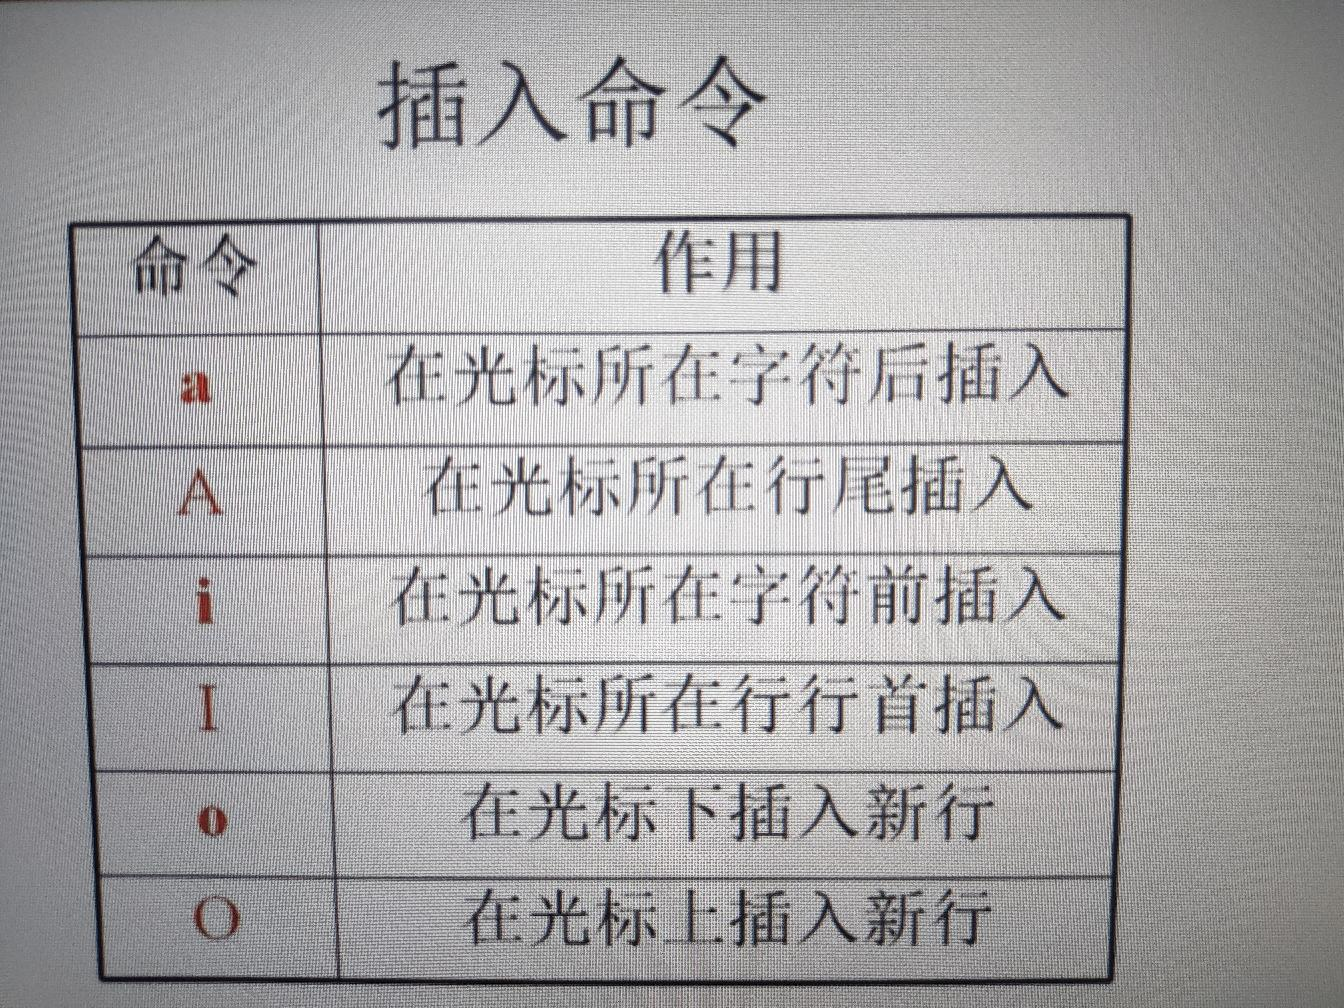 插入命令
命令 作用
a 在光标所在字符后插入
A 在光标所在行尾插入
i 在光标所在字符前插入
I 在光标所在行行首插入
o 在光标下插入新行
O 在光标上插入新行